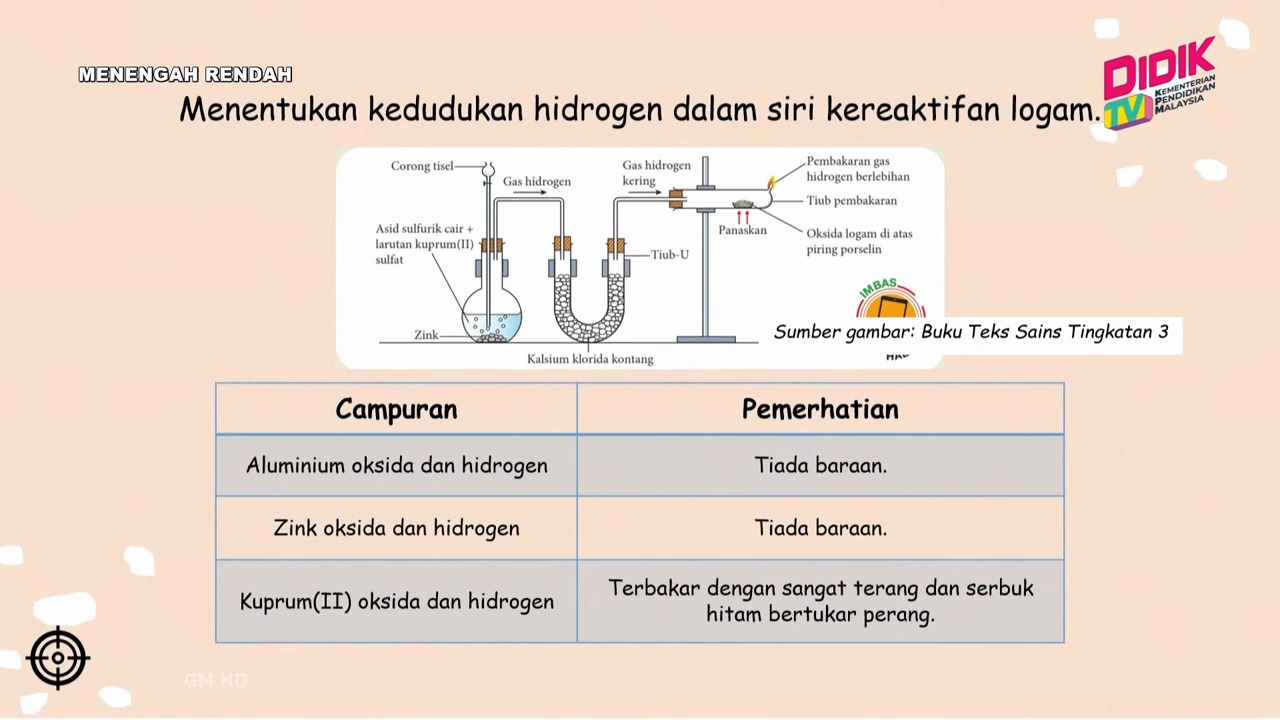 MENENGAH RENDAH
DIDIK
TV
KEMENTERIAN
PENDIDIKAN
MALAYSIA
Menentukan kedudukan hidrogen dalam siri kereaktifan logam.
Corong tisel
Gas hidrogen
Gas hidrogen
kering
Pembakaran gas
hidrogen berlebihan
Tiub pembakaran
Panaskan
Oksida logam di atas
piring porselin
Asid sulfurik cair +
larutan kuprum(II)
sulfat
Tiub-U
Zink
Kalsium klorida kontang
IMBAS
Sumber gambar: Buku Teks Sains Tingkatan 3
Campuran
Pemerhatian
Aluminium oksida dan hidrogen
Tiada baraan.
Zink oksida dan hidrogen
Tiada baraan.
Kuprum(II) oksida dan hidrogen
Terbakar dengan sangat terang dan serbuk
hitam bertukar perang.
GM HD